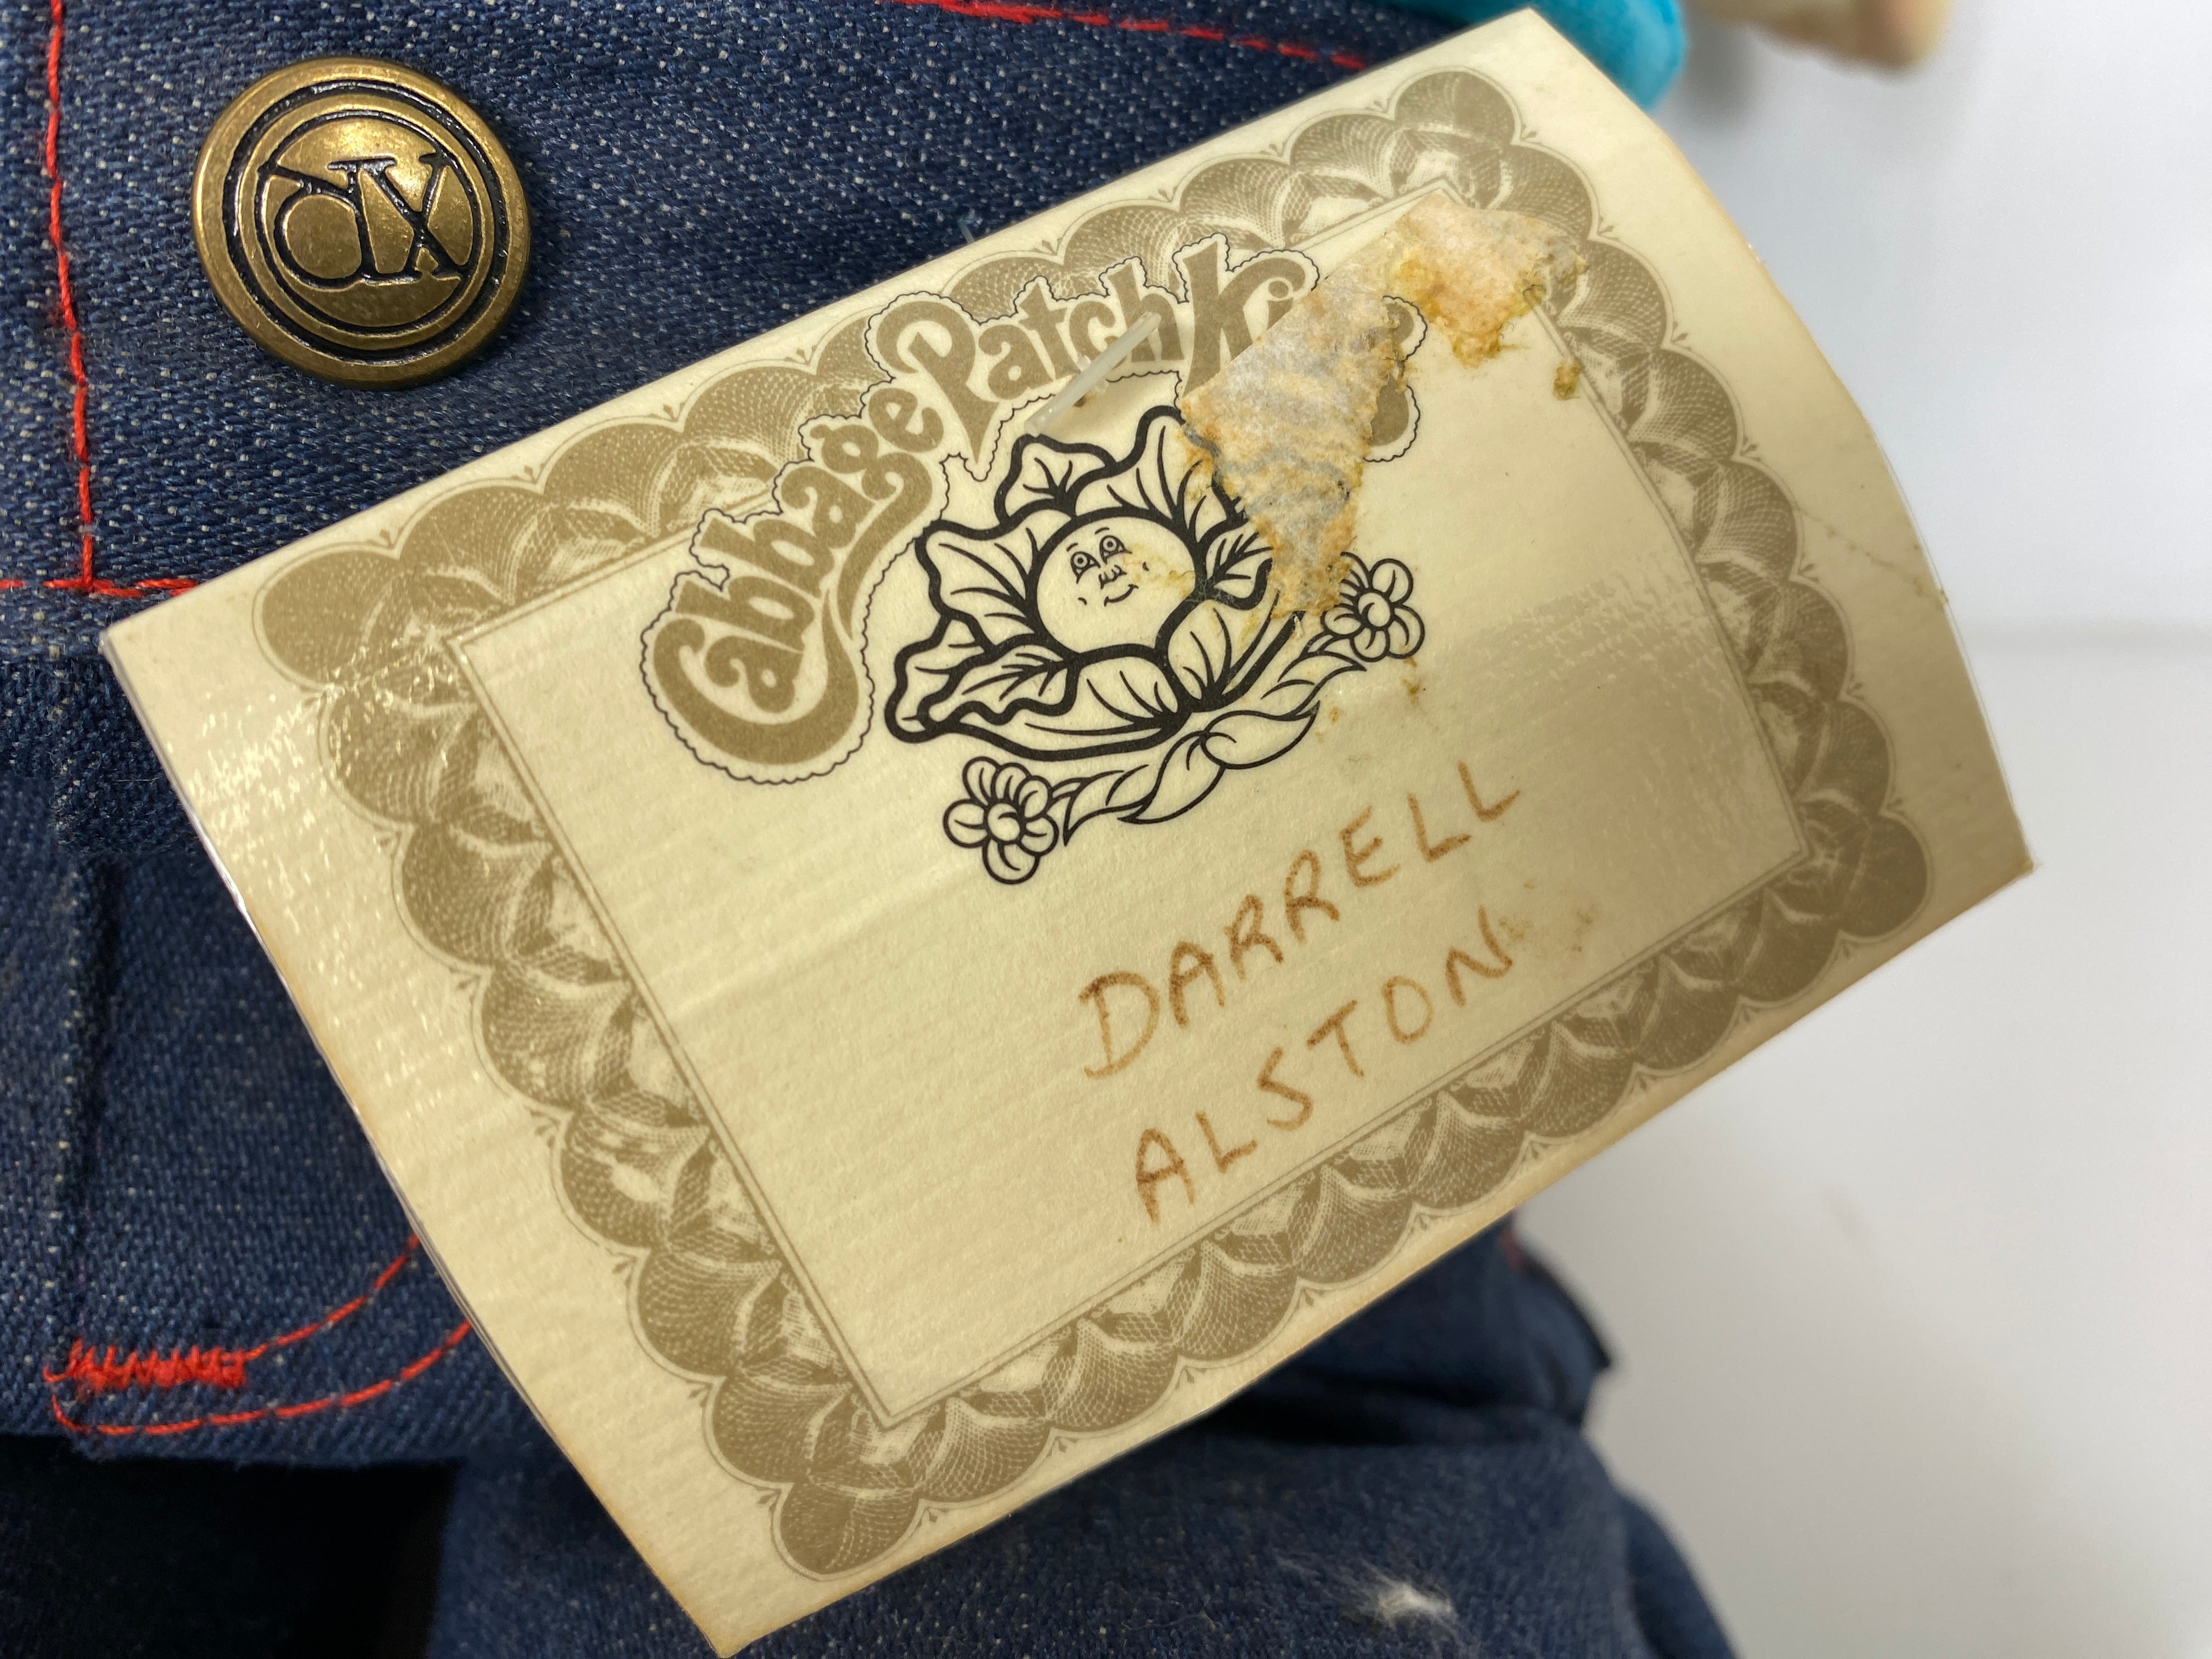 Cabbage Patch
DARRELL
ALSTON